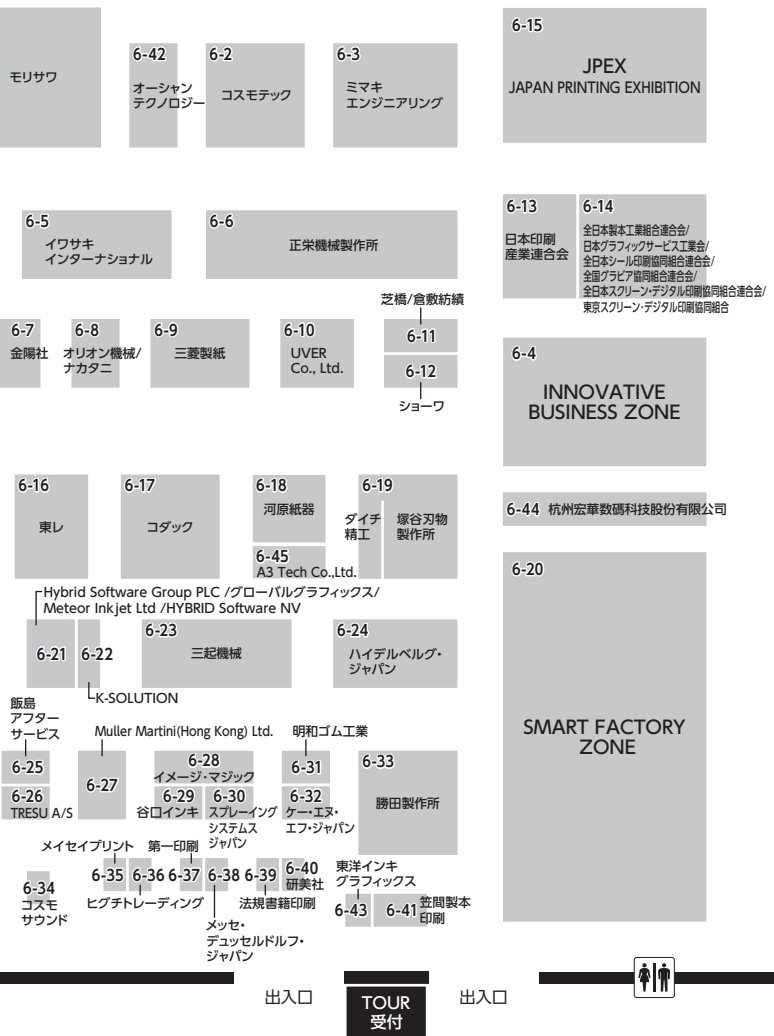 モリサワ
6-42
オーシャン
テクノロジー
6-2
コスモテック
6-3
ミマキ
エンジニアリング
6-15
JPEX
JAPAN PRINTING EXHIBITION
6-5
イワサキ
インターナショナル
6-6
正栄機械製作所
6-13
日本印刷
産業連合会
6-14
全日本製本工業組合連合会/
日本グラフィックサービス工業会/
全日本シール印刷協同組合連合会/
全国グラビア協同組合連合会/
全日本スクリーン・デジタル印刷協同組合連合会/
東京スクリーン・デジタル印刷協同組合
6-7
金陽社
6-8
オリオン機械/
ナカタニ
6-9
三菱製紙
6-10
UVER
Co., Ltd.
芝橋/倉敷紡績
6-11
6-12
ショーワ
6-4
INNOVATIVE
BUSINESS ZONE
6-16
東レ
6-17
コダック
6-18
河原紙器
6-45
A3 Tech Co.,Ltd.
6-19
ダイチ
精工
塚谷刃物
製作所
6-44 杭州宏華数碼科技股份有限公司
6-20
SMART FACTORY
ZONE
Hybrid Software Group PLC /グローバルグラフィックス/
Meteor Inkjet Ltd /HYBRID Software NV
6-21
6-22
K-SOLUTION
6-23
三起機械
6-24
ハイデルベルグ・
ジャパン
飯島
アフター
サービス
6-25
6-26
TRESU A/S
Muller Martini(Hong Kong) Ltd.
6-27
6-28
イメージ・マジック
6-29
谷口インキ
6-30
スプレーイング
システムス
ジャパン
明和ゴム工業
6-31
6-32
ケー・エヌ・
エフ・ジャパン
6-33
勝田製作所
6-34
コスモ
サウンド
メイセイプリント
6-35
6-36
ヒグチトレーディング
第一印刷
6-37
6-38
メッセ・
デュッセルドルフ・
ジャパン
6-39
法規書籍印刷
6-40
研美社
東洋インキ
グラフィックス
6-43
6-41
笠間製本
印刷
出入口
TOUR
受付
出入口